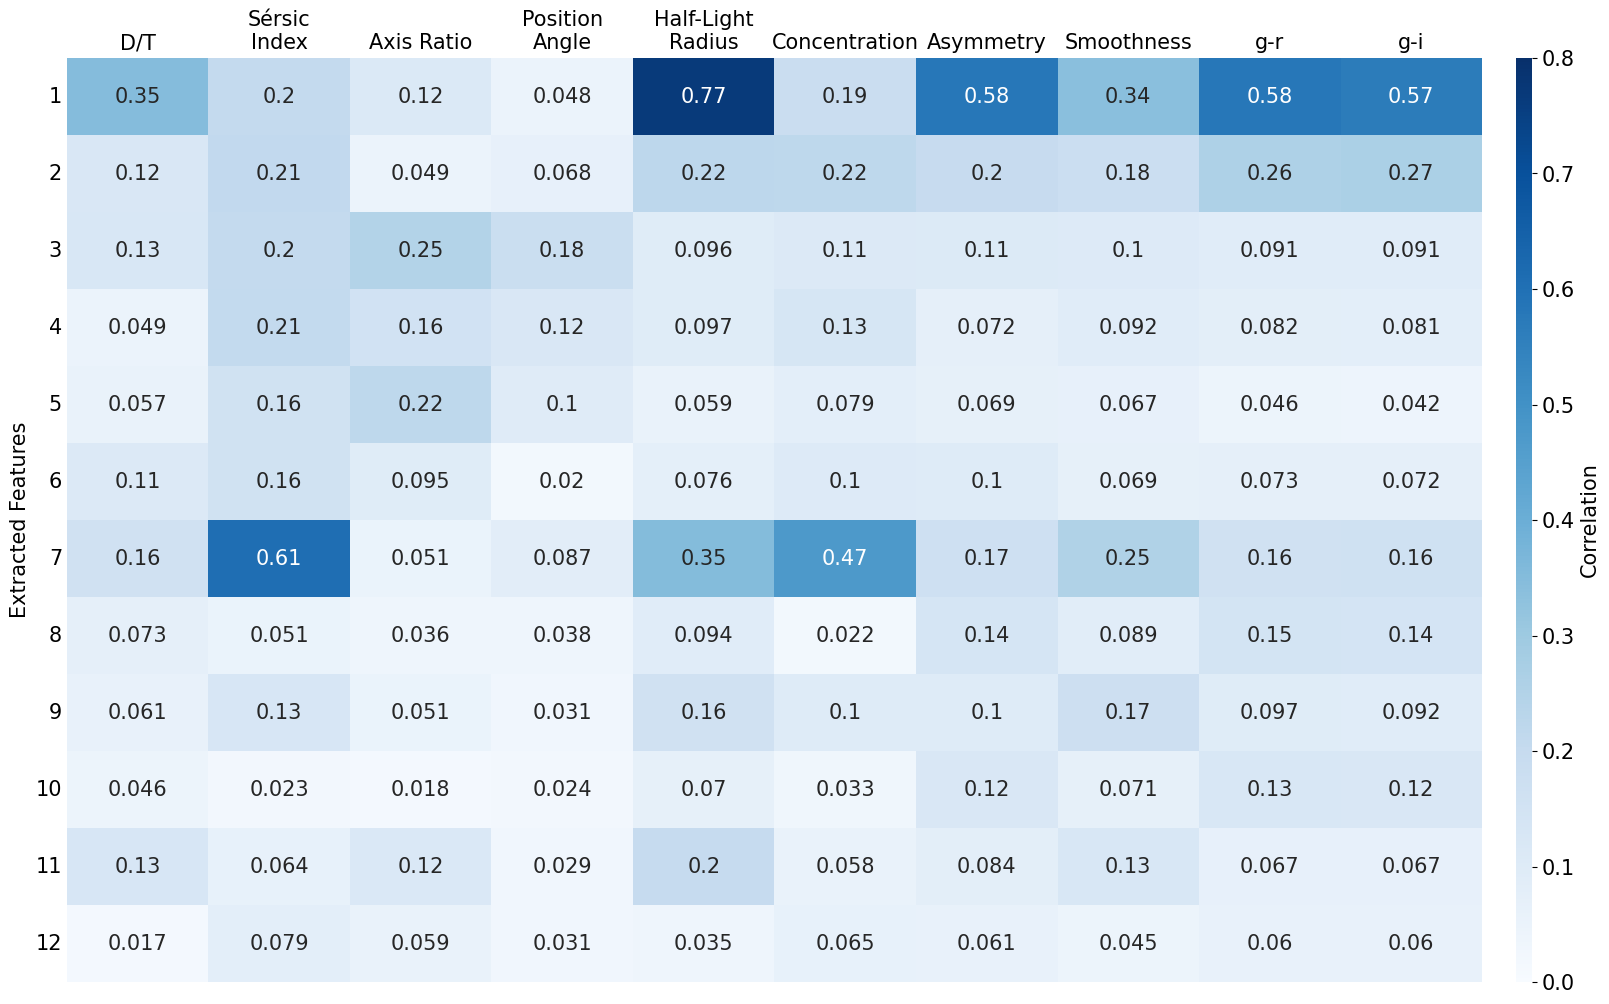 Sérsic Position Half-Light
D/T Index Axis Ratio Angle Radius Concentration Asymmetry Smoothness g-r g-i
1 0.35 0.2 0.12 0.048 0.77 0.19 0.58 0.34 0.58 0.57
2 0.12 0.21 0.049 0.068 0.22 0.22 0.2 0.18 0.26 0.27
3 0.13 0.2 0.25 0.18 0.096 0.11 0.11 0.1 0.091 0.091
4 0.049 0.21 0.16 0.12 0.097 0.13 0.072 0.092 0.082 0.081
5 0.057 0.16 0.22 0.1 0.059 0.079 0.069 0.067 0.046 0.042
6 0.11 0.16 0.095 0.02 0.076 0.1 0.1 0.069 0.073 0.072
7 0.16 0.61 0.051 0.087 0.35 0.47 0.17 0.25 0.16 0.16
8 0.073 0.051 0.036 0.038 0.094 0.022 0.14 0.089 0.15 0.14
9 0.061 0.13 0.051 0.031 0.16 0.1 0.1 0.17 0.097 0.092
10 0.046 0.023 0.018 0.024 0.07 0.033 0.12 0.071 0.13 0.12
11 0.13 0.064 0.12 0.029 0.2 0.058 0.084 0.13 0.067 0.067
12 0.017 0.079 0.059 0.031 0.035 0.065 0.061 0.045 0.06 0.06
Extracted Features
0.8
0.7
0.6
0.5
0.4
0.3
0.2
0.1
0.0
Correlation